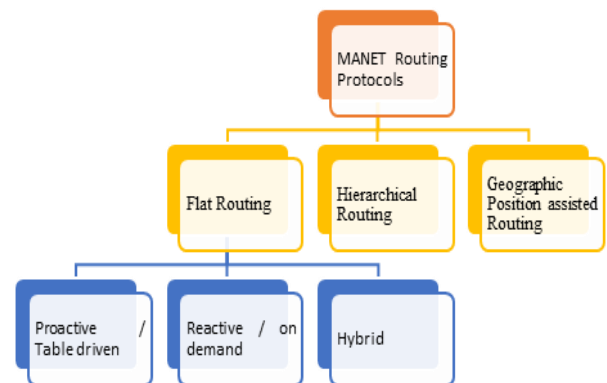 MANET Routing
Protocols
Flat Routing
Hierarchical
Routing
Geographic
Position assisted
Routing
Proactive /
Table driven
Reactive / on
demand
Hybrid